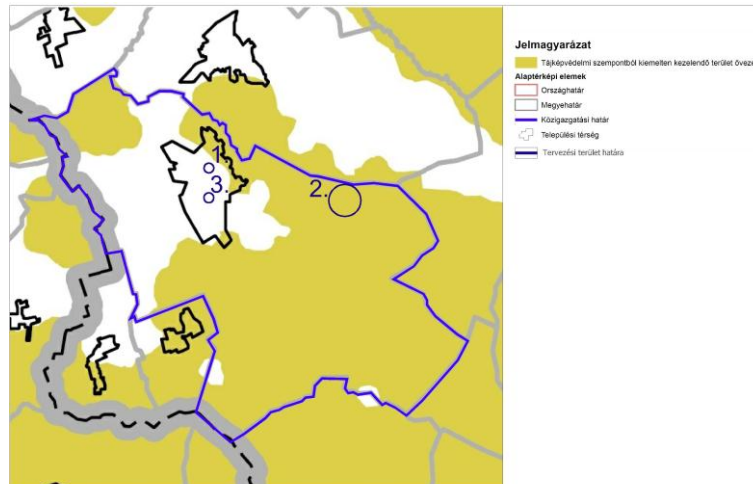 1.
3.
2.
Jelmagyarázat
Tájképvédelmi szempontból kiemelten kezelendő terület öveze
Alaptérképi elemek
Országhatár
Megyehatár
Közigazgatási határ
Települési térség
Tervezési terület határa